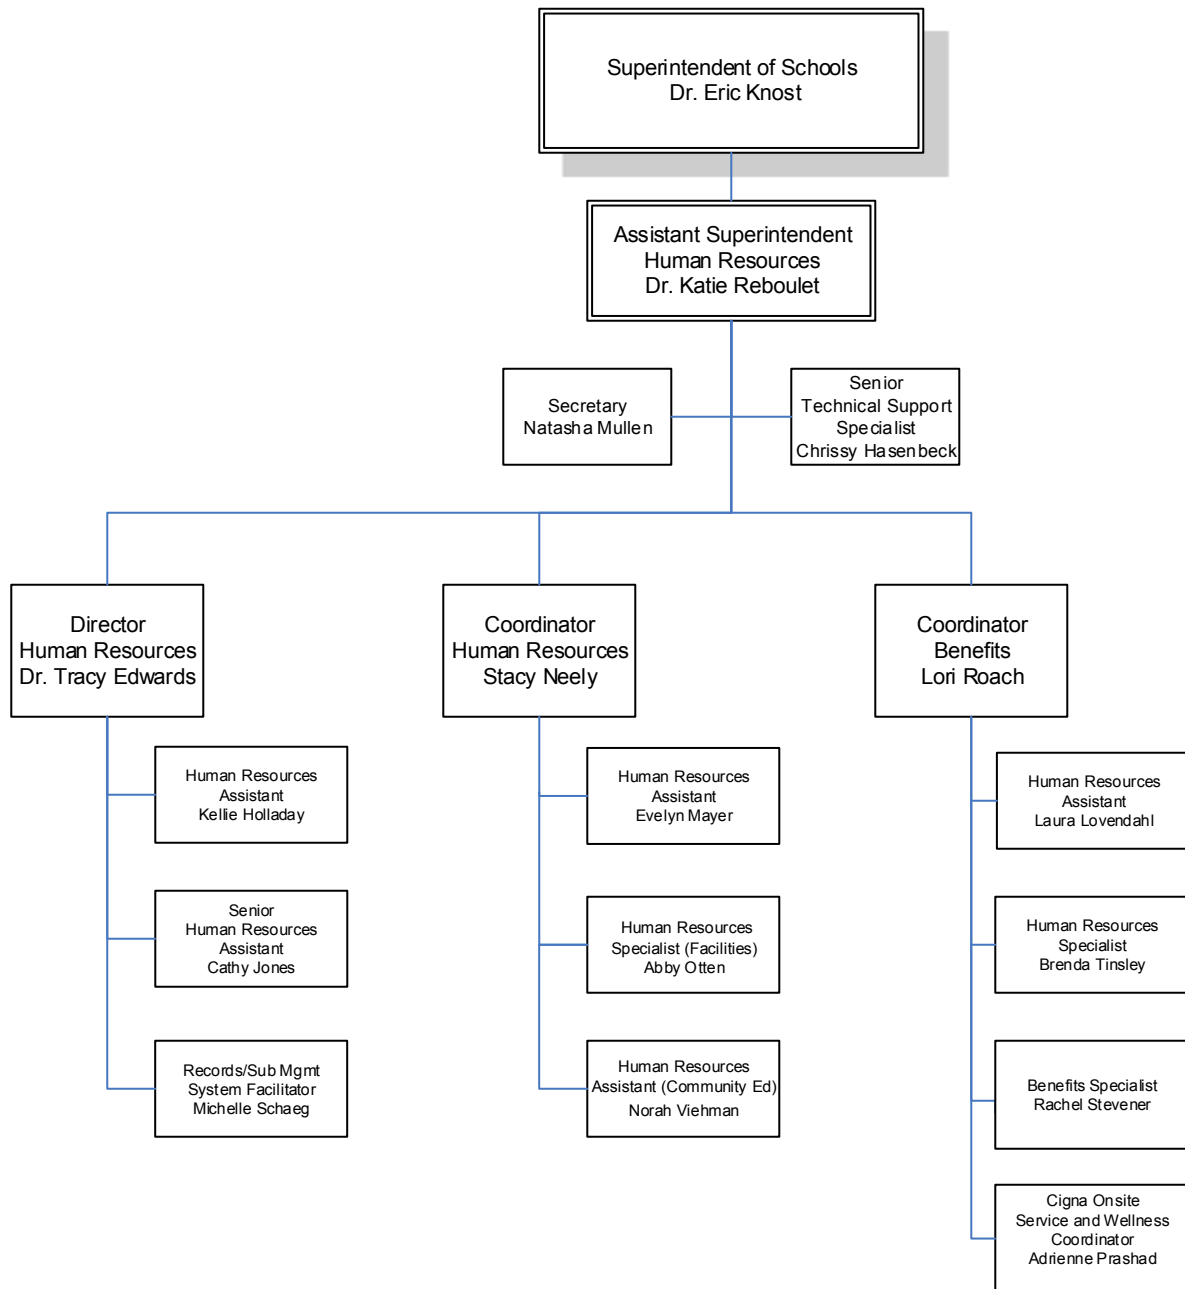 Superintendent of Schools
Dr. Eric Knost
Assistant Superintendent
Human Resources
Dr. Katie Reboulet
Secretary
Natasha Mullen
Senior
Technical Support
Specialist
Chrissy Hasenbeck
Director
Human Resources
Dr. Tracy Edwards
Coordinator
Human Resources
Stacy Neely
Coordinator
Benefits
Lori Roach
Human Resources
Assistant
Kellie Holladay
Human Resources
Assistant
Evelyn Mayer
Human Resources
Assistant
Laura Lovendahl
Senior
Human Resources
Assistant
Cathy Jones
Human Resources
Specialist (Facilities)
Abby Otten
Human Resources
Specialist
Brenda Tinsley
Records/Sub Mgmt
System Facilitator
Michelle Schaeg
Human Resources
Assistant (Community Ed)
Norah Viehman
Benefits Specialist
Rachel Stevener
Cigna Onsite
Service and Wellness
Coordinator
Adrienne Prashad